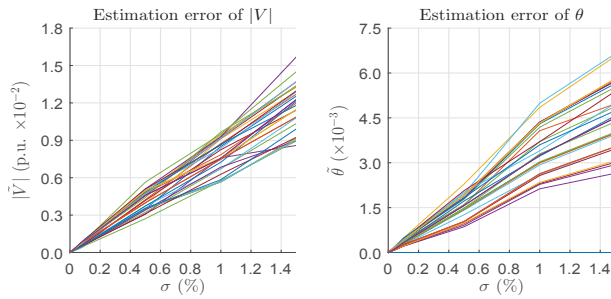 Estimation error of |V|
1.8
1.5
1.2
0.9
0.6
0.3
0
0 0.2 0.4 0.6 0.8 1 1.2 1.4
|Ṽ| (p.u. ×10⁻²)
σ (%)
Estimation error of θ
7.5
6.0
4.5
3.0
1.5
0.0
0 0.2 0.4 0.6 0.8 1 1.2 1.4
θ̃ (×10⁻³)
σ (%)